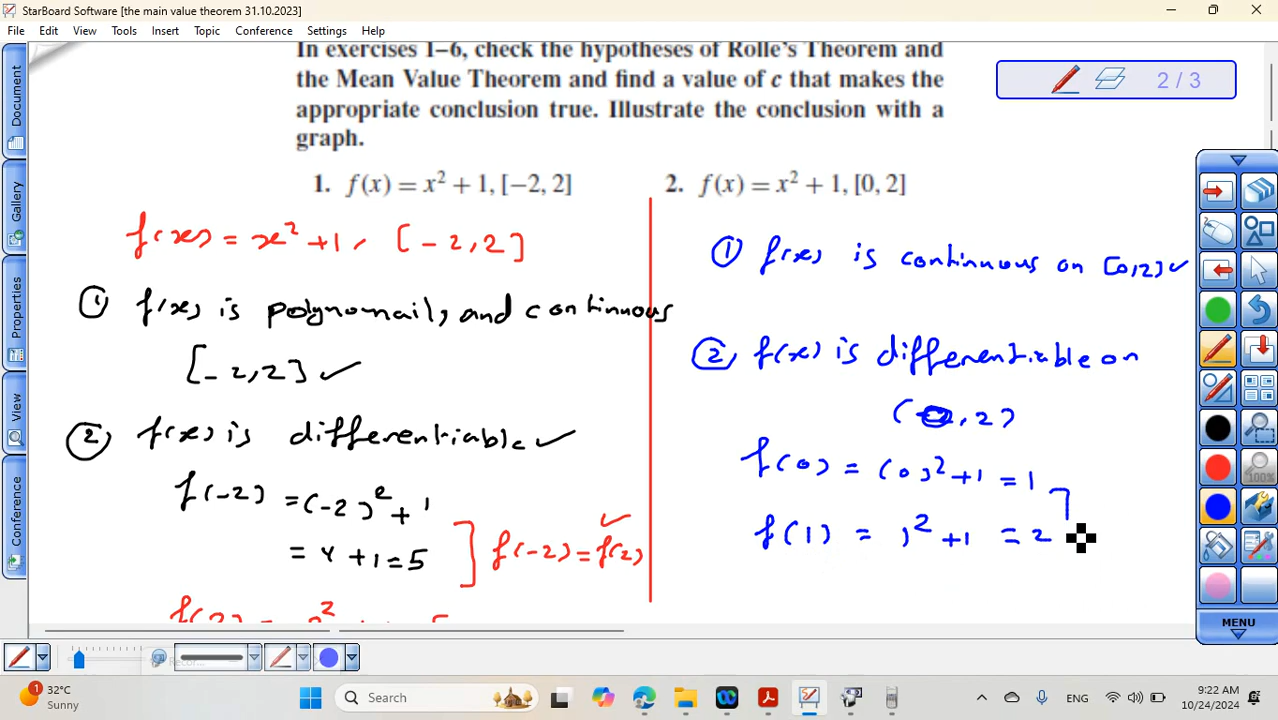 StarBoard Software [the main value theorem 31.10.2023]
File Edit View Tools Insert Topic Conference Settings Help
In exercises 1–6, check the hypotheses of Rolle's Theorem and
the Mean Value Theorem and find a value of c that makes the
appropriate conclusion true. Illustrate the conclusion with a
graph.
2 / 3
1. f(x) = x² + 1, [−2, 2]
2. f(x) = x² + 1, [0, 2]
f(x) = x² + 1, [-2,2]
① f(x) is polynomail, and continuous
[-2,2] ✓
② f(x) is differentiable ✓
f(-2) = (-2)² + 1
= 4 + 1 = 5
f(-2) = f(2) ✓
① f(x) is continuous on [0,2] ✓
② f(x) is differentiable on
(0, 2)
f(0) = (0)² + 1 = 1
f(1) = 1² + 1 = 2
Document
Gallery
Properties
View
Conference
100%
MENU
32°C
Sunny
Search
ENG
9:22 AM
10/24/2024